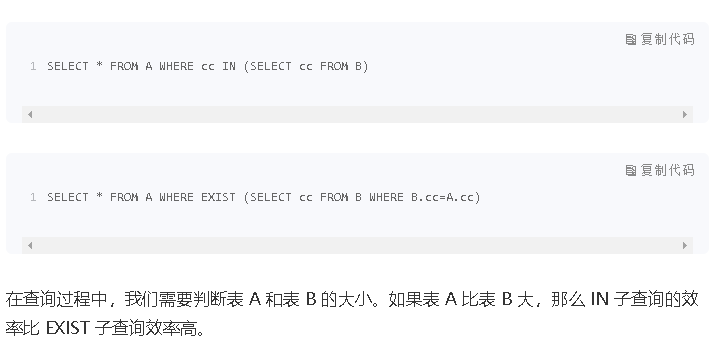 复制代码
1 SELECT * FROM A WHERE cc IN (SELECT cc FROM B)
复制代码
1 SELECT * FROM A WHERE EXIST (SELECT cc FROM B WHERE B.cc=A.cc)
在查询过程中，我们需要判断表 A 和表 B 的大小。如果表 A 比表 B 大，那么 IN 子查询的效
率比 EXIST 子查询效率高。